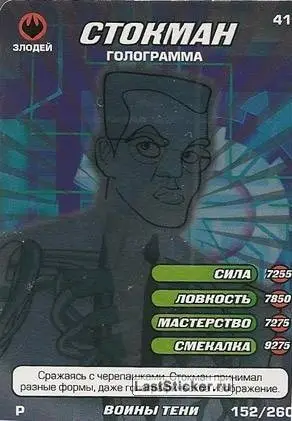 41
ЗЛОДЕЙ
СТОКМАН
ГОЛОГРАММА
СИЛА 7255
ЛОВКОСТЬ 7850
МАСТЕРСТВО 7275
СМЕКАЛКА 9275
Сражаясь с черепашками, Стокман принимал
разные формы, даже
LastSticker.ru
Р ВОИНЫ ТЕНИ 152/260